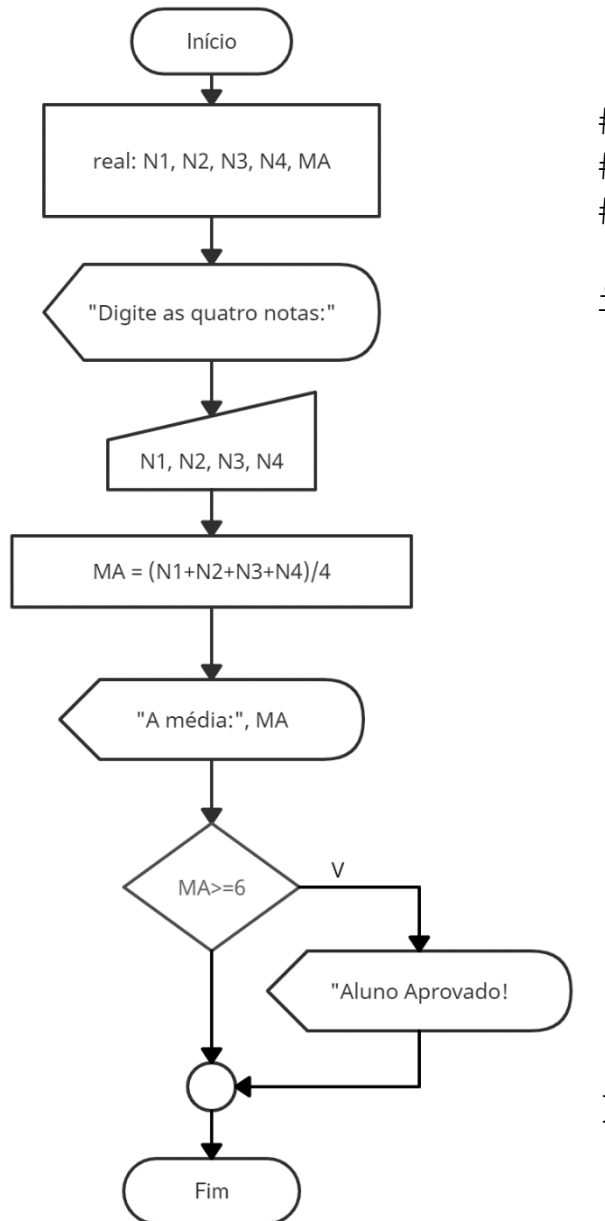 Início
real: N1, N2, N3, N4, MA
"Digite as quatro notas:"
N1, N2, N3, N4
MA = (N1+N2+N3+N4)/4
"A média:", MA
MA>=6
V
"Aluno Aprovado!
Fim
#
#
#